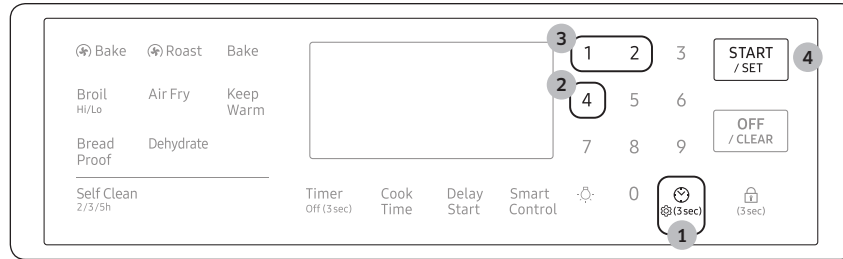 Bake Roast Bake
3
1 2 3
START
/ SET
4
Broil
Hi/Lo
Air Fry
Keep
Warm
2
4 5 6
OFF
/ CLEAR
Bread
Proof
Dehydrate
7 8 9
Self Clean
2/3/5h
Timer
Off (3 sec)
Cook
Time
Delay
Start
Smart
Control
0
(3 sec)
(3 sec)
1